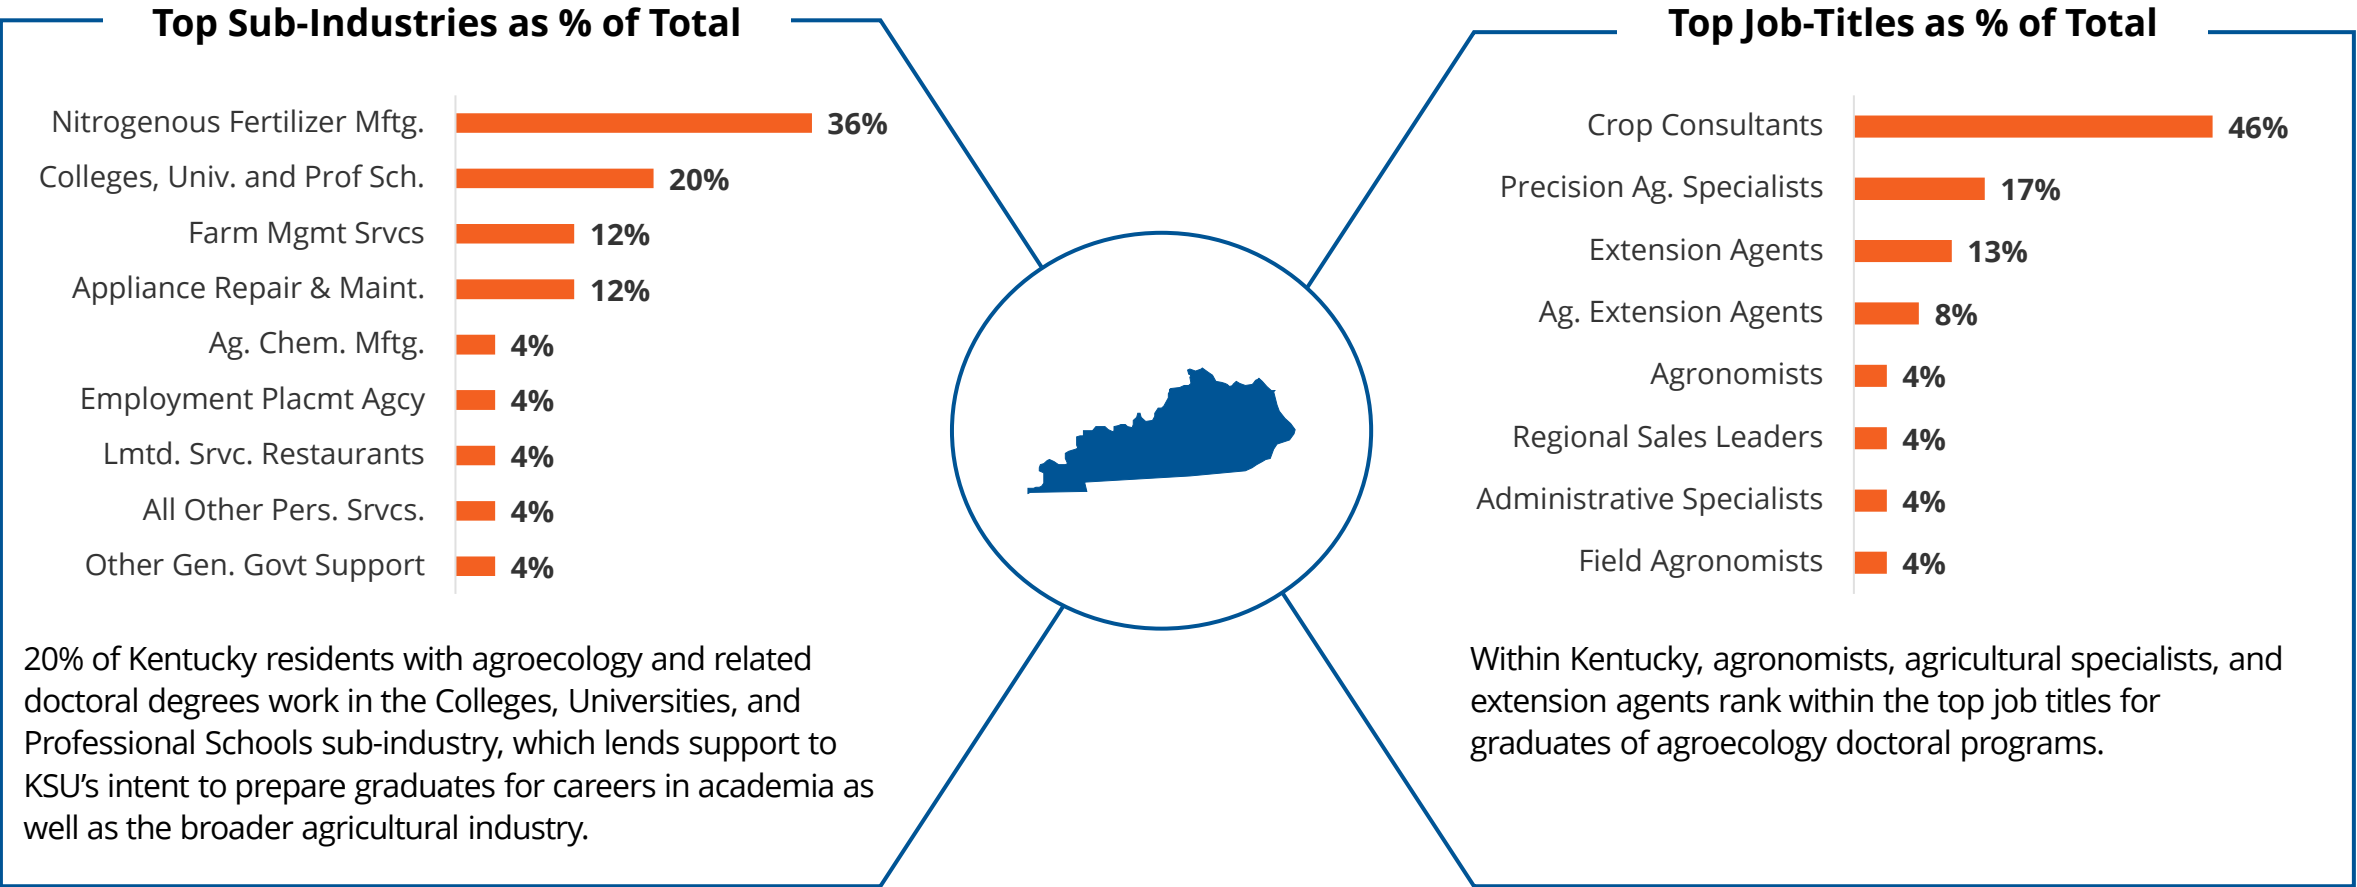 Top Sub-Industries as % of Total
Nitrogenous Fertilizer Mftg. 36%
Colleges, Univ. and Prof Sch. 20%
Farm Mgmt Srvcs 12%
Appliance Repair & Maint. 12%
Ag. Chem. Mftg. 4%
Employment Placmt Agcy 4%
Lmtd. Srvc. Restaurants 4%
All Other Pers. Srvcs. 4%
Other Gen. Govt Support 4%
20% of Kentucky residents with agroecology and related
doctoral degrees work in the Colleges, Universities, and
Professional Schools sub-industry, which lends support to
KSU's intent to prepare graduates for careers in academia as
well as the broader agricultural industry.
Top Job-Titles as % of Total
Crop Consultants 46%
Precision Ag. Specialists 17%
Extension Agents 13%
Ag. Extension Agents 8%
Agronomists 4%
Regional Sales Leaders 4%
Administrative Specialists 4%
Field Agronomists 4%
Within Kentucky, agronomists, agricultural specialists, and
extension agents rank within the top job titles for
graduates of agroecology doctoral programs.